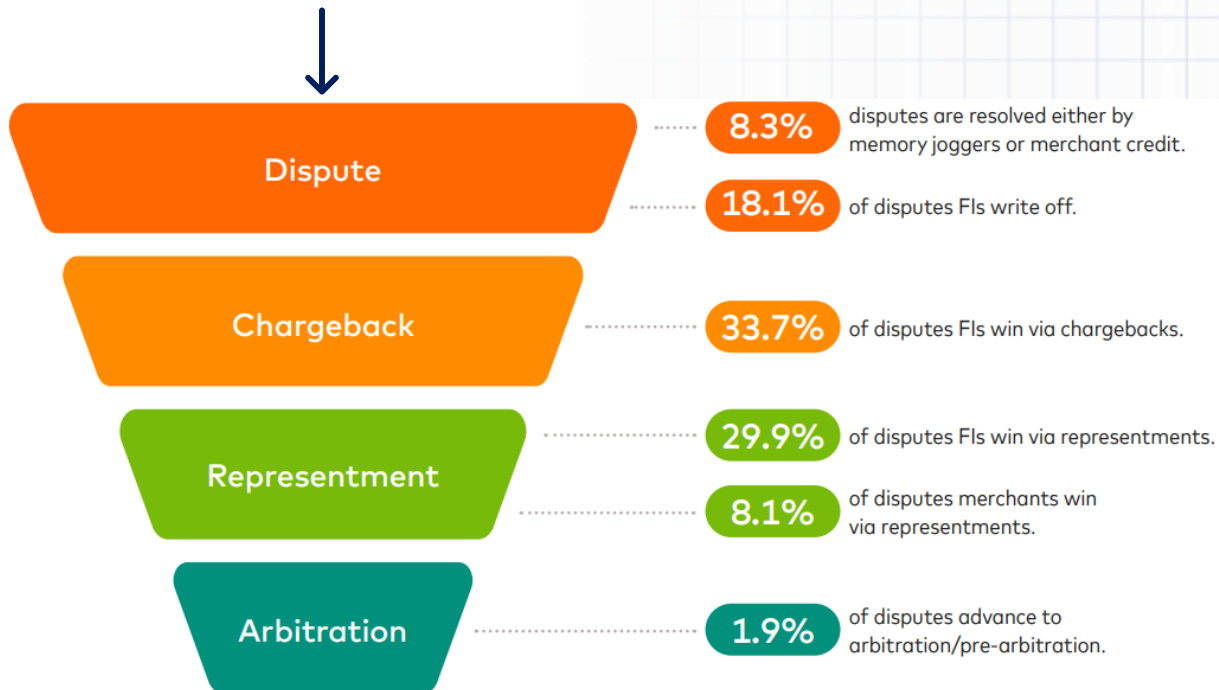 Dispute
8.3%
disputes are resolved either by
memory joggers or merchant credit.
18.1%
of disputes FIs write off.
Chargeback
33.7%
of disputes FIs win via chargebacks.
Representment
29.9%
of disputes FIs win via representments.
8.1%
of disputes merchants win
via representments.
Arbitration
1.9%
of disputes advance to
arbitration/pre-arbitration.